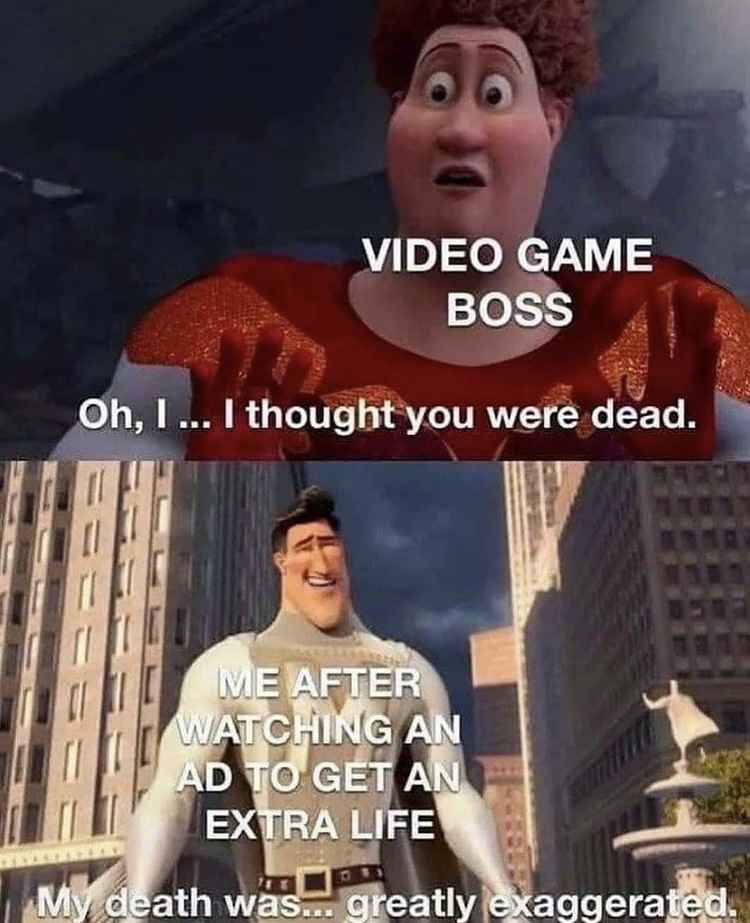 VIDEO GAME
BOSS
Oh, I ... I thought you were dead.
ME AFTER
WATCHING AN
AD TO GET AN
EXTRA LIFE
My death was... greatly exaggerated.